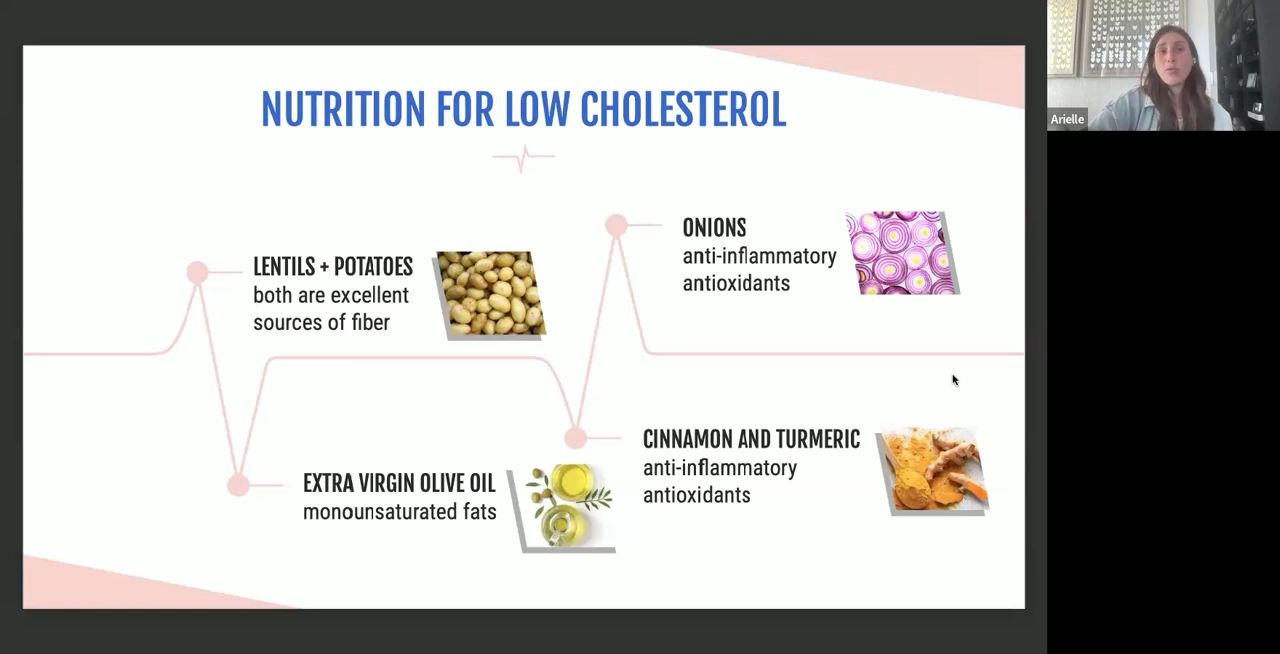 NUTRITION FOR LOW CHOLESTEROL
LENTILS + POTATOES
both are excellent
sources of fiber
EXTRA VIRGIN OLIVE OIL
monounsaturated fats
ONIONS
anti-inflammatory
antioxidants
CINNAMON AND TURMERIC
anti-inflammatory
antioxidants
Arielle